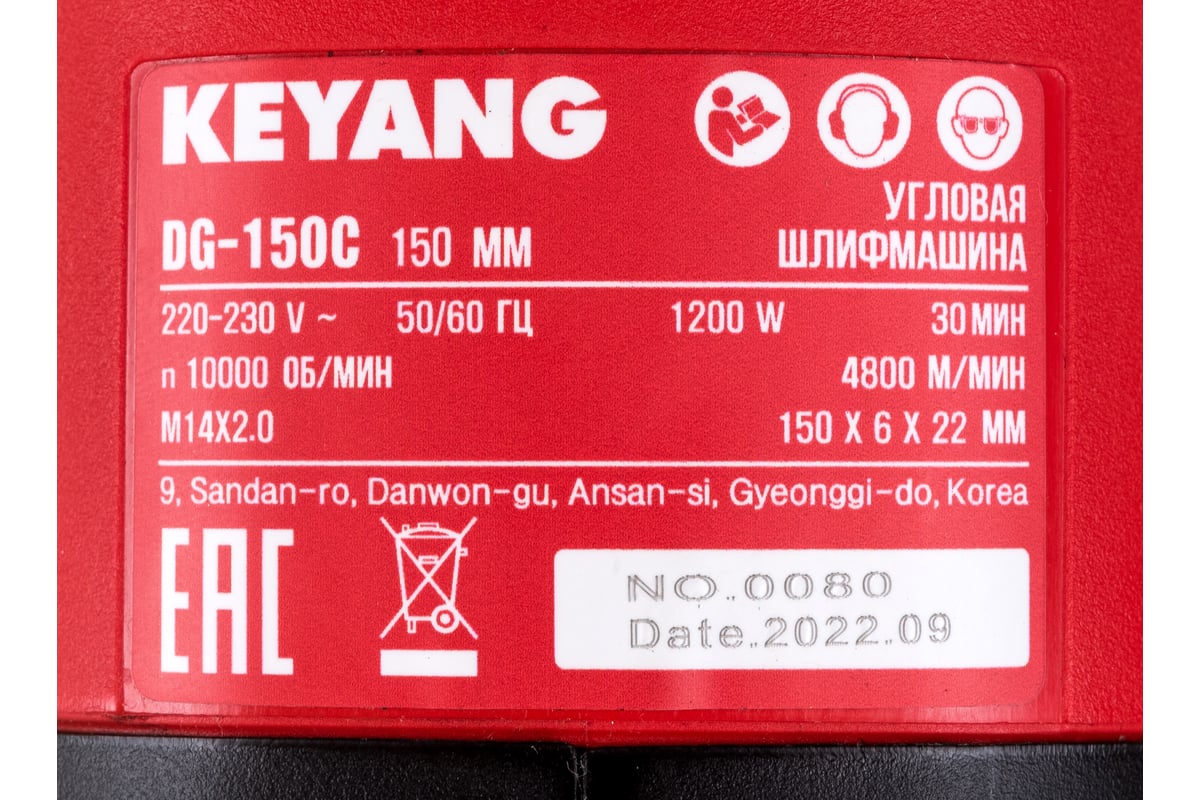 KEYANG
УГЛОВАЯ
ШЛИФМАШИНА
DG-150C 150 ММ
220-230 V ~ 50/60 ГЦ 1200 W 30 МИН
n 10000 ОБ/МИН 4800 М/МИН
M14X2.0 150 X 6 X 22 ММ
9, Sandan-ro, Danwon-gu, Ansan-si, Gyeonggi-do, Korea
EAC
NO.0080
Date.2022.09